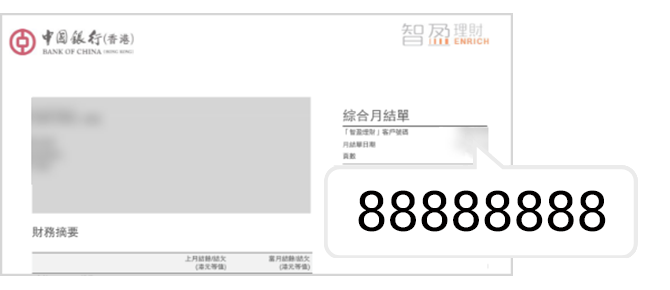 中國銀行(香港)
BANK OF CHINA (HONG KONG)
智盈理財
ENRICH
綜合月結單
「智盈理財」客戶號碼
月結單日期
頁數
88888888
財務摘要
上月結餘/結欠 當月結餘/結欠
(港元等值) (港元等值)